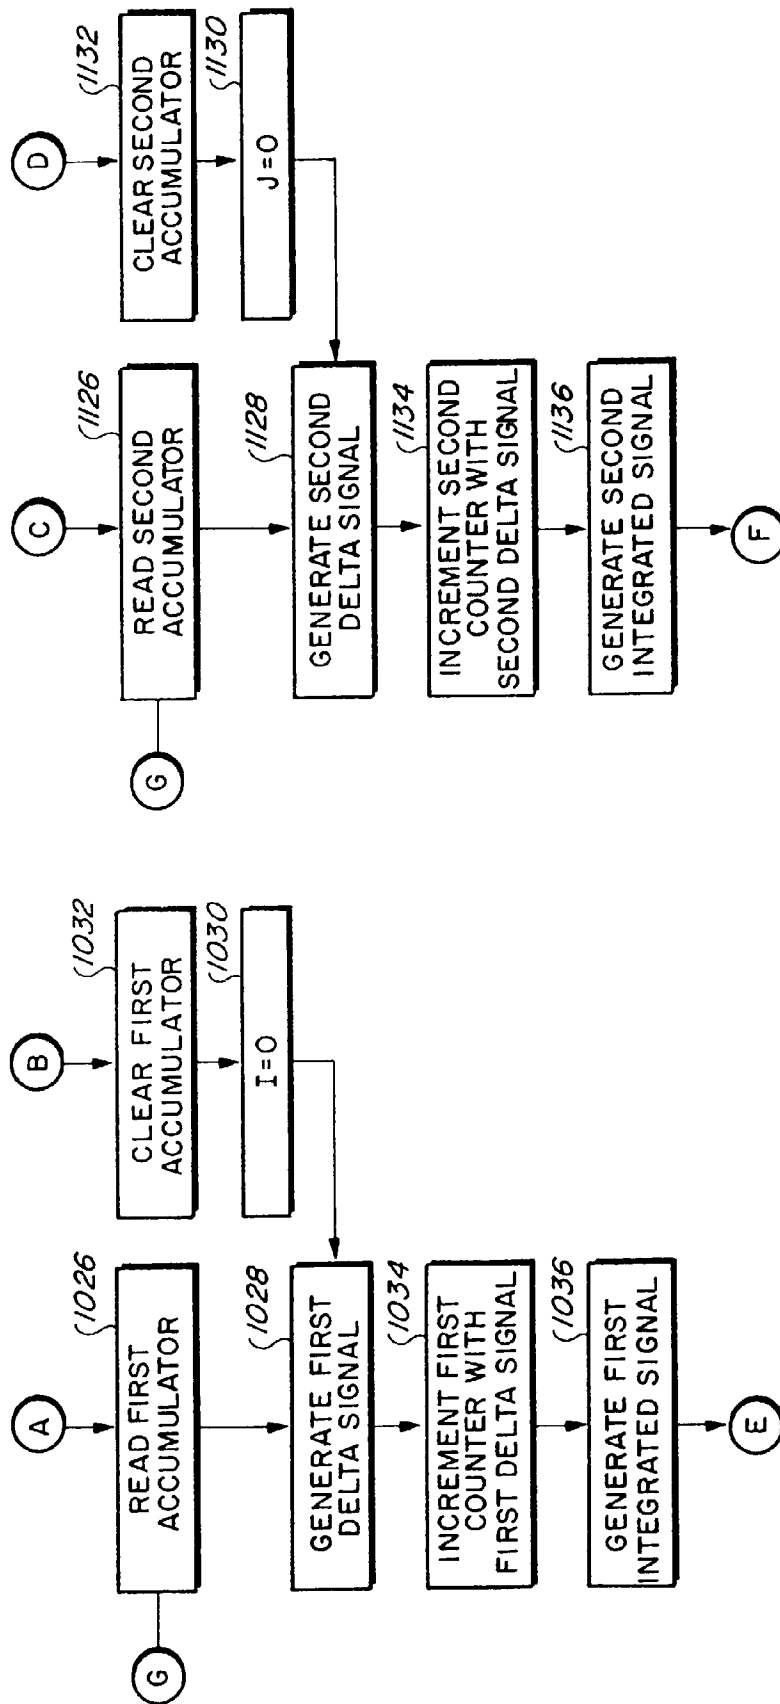 A
1026
READ FIRST
ACCUMULATOR
G
1028
GENERATE FIRST
DELTA SIGNAL
1034
INCREMENT FIRST
COUNTER WITH
FIRST DELTA SIGNAL
1036
GENERATE FIRST
INTEGRATED SIGNAL
E
B
1032
CLEAR FIRST
ACCUMULATOR
1030
I=0
C
1126
READ SECOND
ACCUMULATOR
G
1128
GENERATE SECOND
DELTA SIGNAL
1134
INCREMENT SECOND
COUNTER WITH
SECOND DELTA SIGNAL
1136
GENERATE SECOND
INTEGRATED SIGNAL
F
D
1132
CLEAR SECOND
ACCUMULATOR
1130
J=0